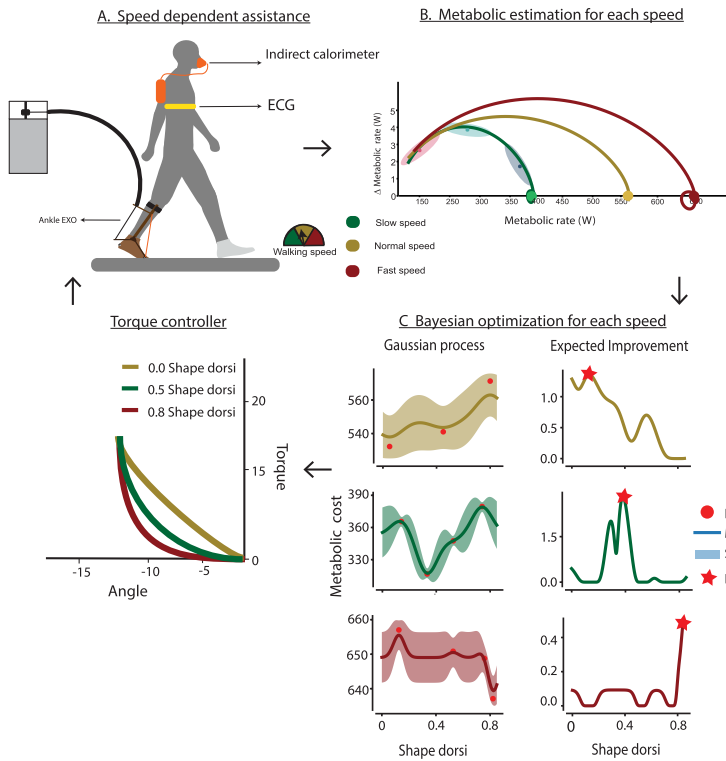 A. Speed dependent assistance
Indirect calorimeter
ECG
Ankle EXO
Walking speed
B. Metabolic estimation for each speed
Δ Metabolic rate (W)
5
4
3
2
1
0
150 250 300 350 400 450 500 550 600
Metabolic rate (W)
Slow speed
Normal speed
Fast speed
Torque controller
0.0 Shape dorsi
0.5 Shape dorsi
0.8 Shape dorsi
20
15
0
Torque
-15 -10 -5
Angle
C Bayesian optimization for each speed
Gaussian process Expected Improvement
Metabolic cost
560
540
1.0
0.5
0.0
390
360
330
1.5
0.0
660
650
640
0.4
0.2
0.0
0 0.4 0.8
0 0.4 0.8
Shape dorsi Shape dorsi